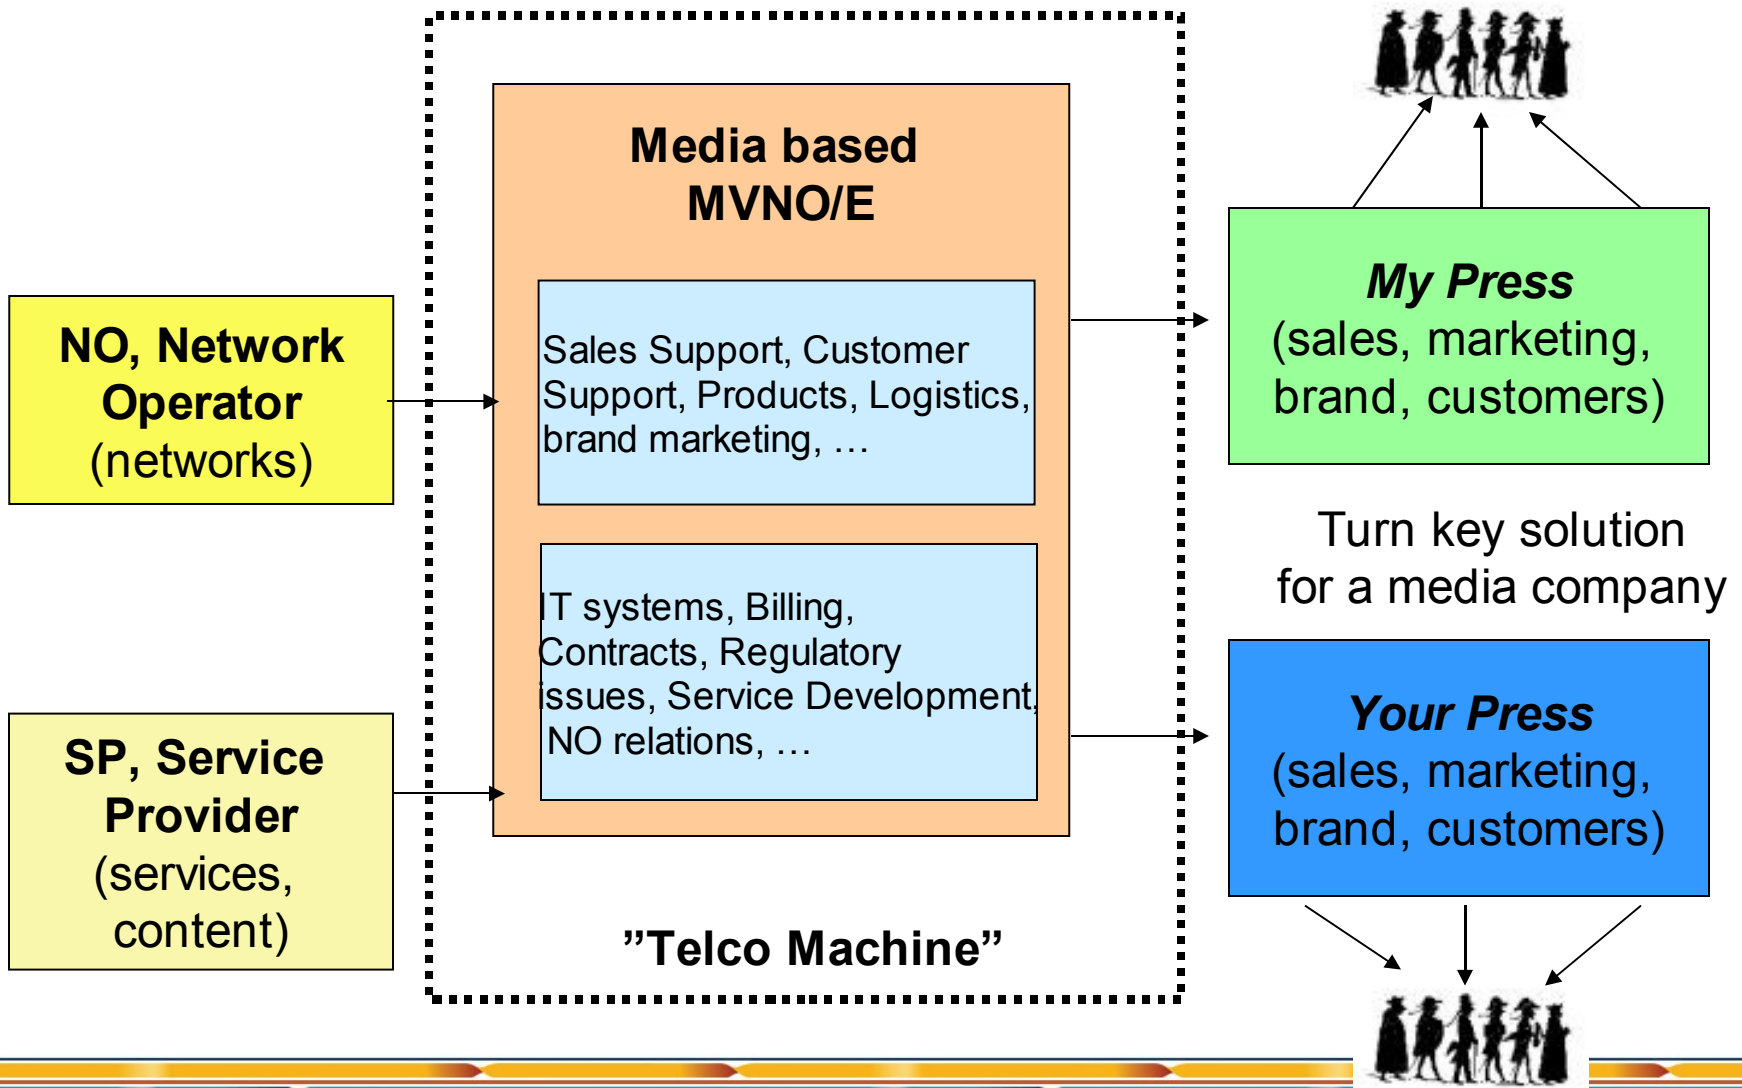 Media based
MVNO/E
Sales Support, Customer
Support, Products, Logistics,
brand marketing, …
IT systems, Billing,
Contracts, Regulatory
issues, Service Development,
NO relations, …
”Telco Machine”
NO, Network
Operator
(networks)
SP, Service
Provider
(services,
content)
My Press
(sales, marketing,
brand, customers)
Turn key solution
for a media company
Your Press
(sales, marketing,
brand, customers)